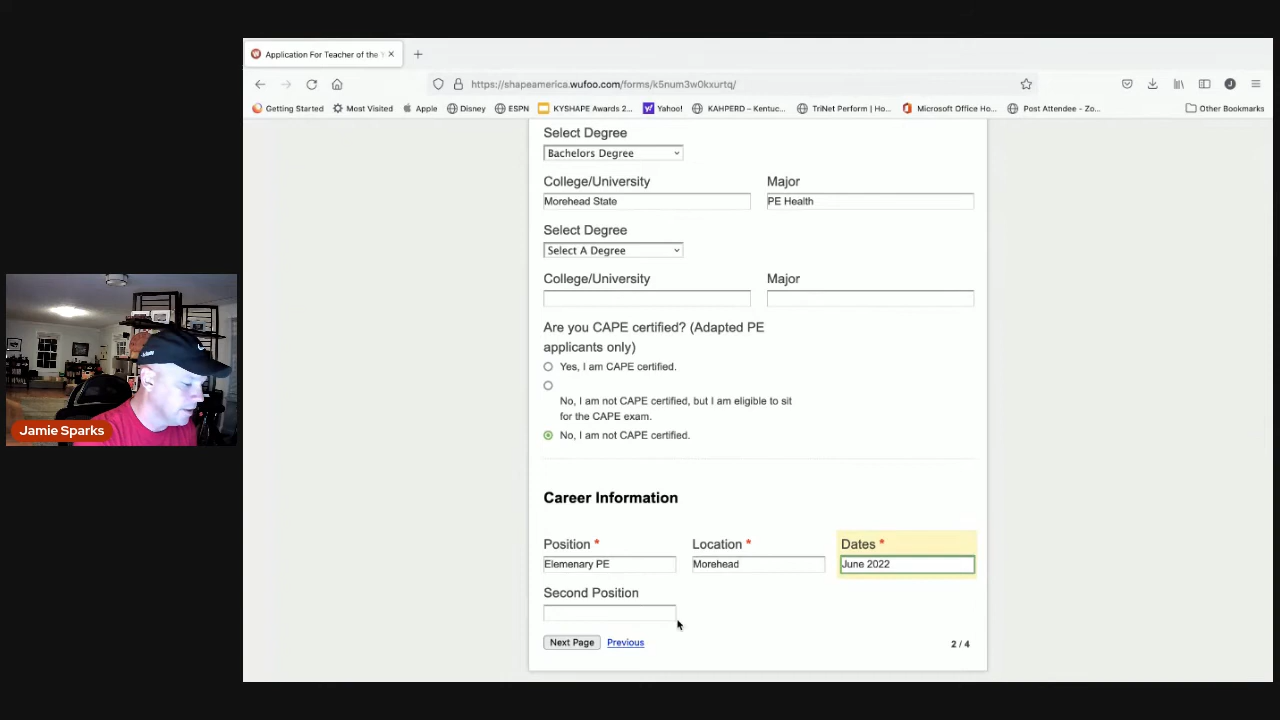 Application For Teacher of the
https://shapeamerica.wufoo.com/forms/k5num3w0kxurtq/
Getting Started Most Visited Apple Disney ESPN KYSHAPE Awards 2... Yahoo! KAHPERD – Kentuc... TriNet Perform | Ho... Microsoft Office Ho... Post Attendee - Zo... Other Bookmarks
Select Degree
Bachelors Degree
College/University Major
Morehead State PE Health
Select Degree
Select A Degree
College/University Major
Are you CAPE certified? (Adapted PE
applicants only)
Yes, I am CAPE certified.
No, I am not CAPE certified, but I am eligible to sit
for the CAPE exam.
No, I am not CAPE certified.
Jamie Sparks
Career Information
Position * Location * Dates *
Elemenary PE Morehead June 2022
Second Position
Next Page Previous 2 / 4